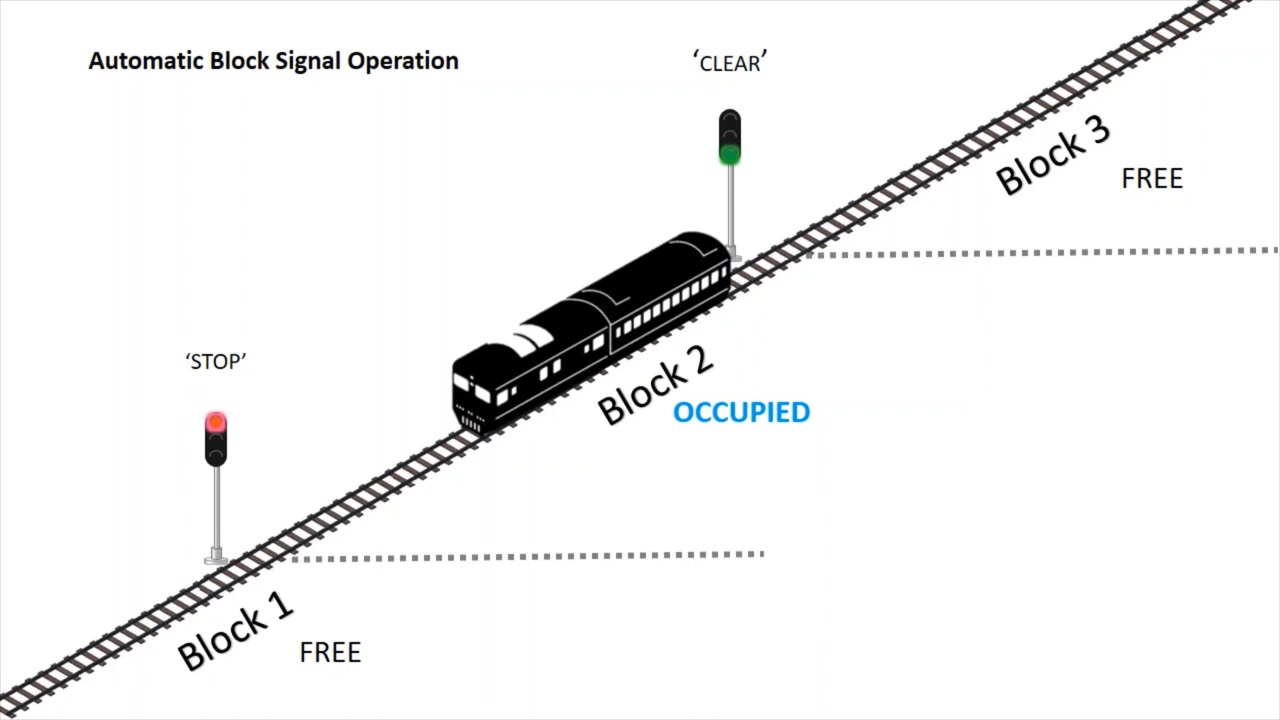 Automatic Block Signal Operation
‘CLEAR’
Block 3
FREE
‘STOP’
Block 2
OCCUPIED
Block 1
FREE